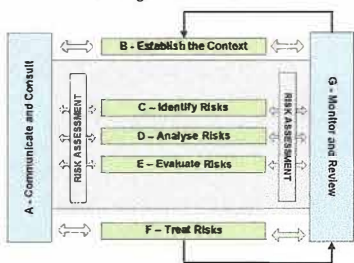 B - Establish the Context
A - Communicate and Consult
RISK ASSESSMENT
C – Identify Risks
D – Analyse Risks
E – Evaluate Risks
RISK ASSESSMENT
G - Monitor and Review
F – Treat Risks